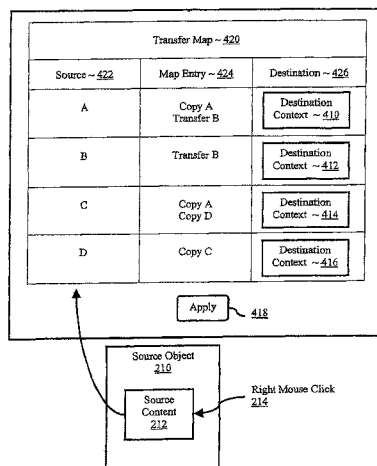 Transfer Map ~ 420
Source ~ 422 Map Entry ~ 424 Destination ~ 426
A
Copy A
Transfer B
Destination
Context ~ 410
B
Transfer B
Destination
Context ~ 412
C
Copy A
Copy D
Destination
Context ~ 414
D
Copy C
Destination
Context ~ 416
Apply
418
Source Object
210
Source
Content
212
Right Mouse Click
214